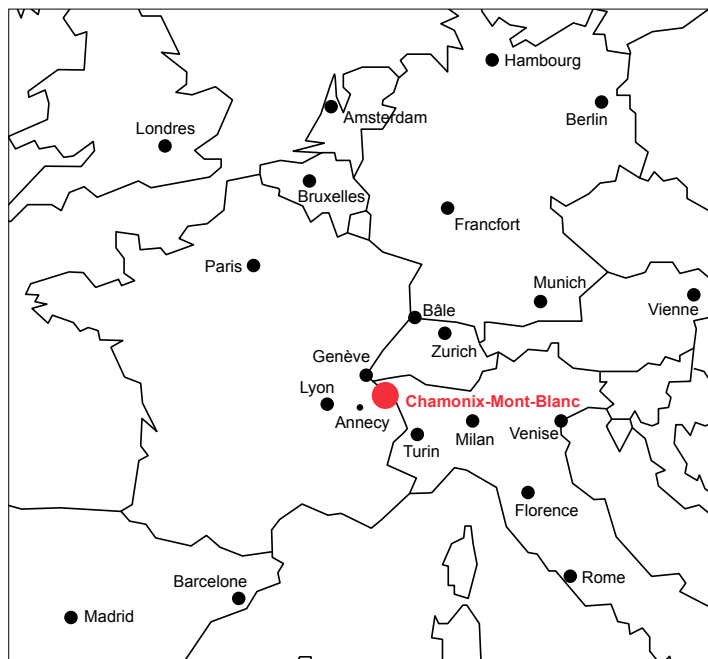 Hambourg
Berlin
Amsterdam
Londres
Bruxelles
Francfort
Paris
Munich
Vienne
Bâle
Zurich
Genève
Lyon
Annecy
Chamonix-Mont-Blanc
Turin
Milan
Venise
Florence
Rome
Barcelone
Madrid